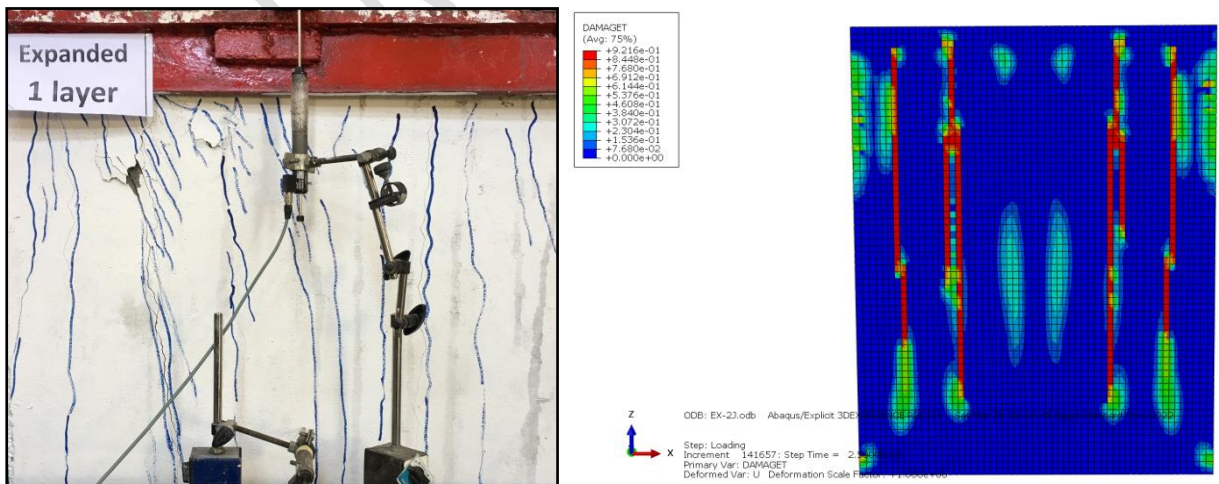 Expanded
1 layer
DAMAGET
(Avg: 75%)
+9.216e-01
+8.448e-01
+7.680e-01
+6.912e-01
+6.144e-01
+5.376e-01
+4.608e-01
+3.840e-01
+3.072e-01
+2.304e-01
+1.536e-01
+7.680e-02
+0.000e+00
Z
X
ODB: EX-2J.odb Abaqus/Explicit
Step: Loading
Increment 141657: Step Time =
Primary Var: DAMAGET
Deformed Var: U Deformation Scale Factor: +1.000e+00